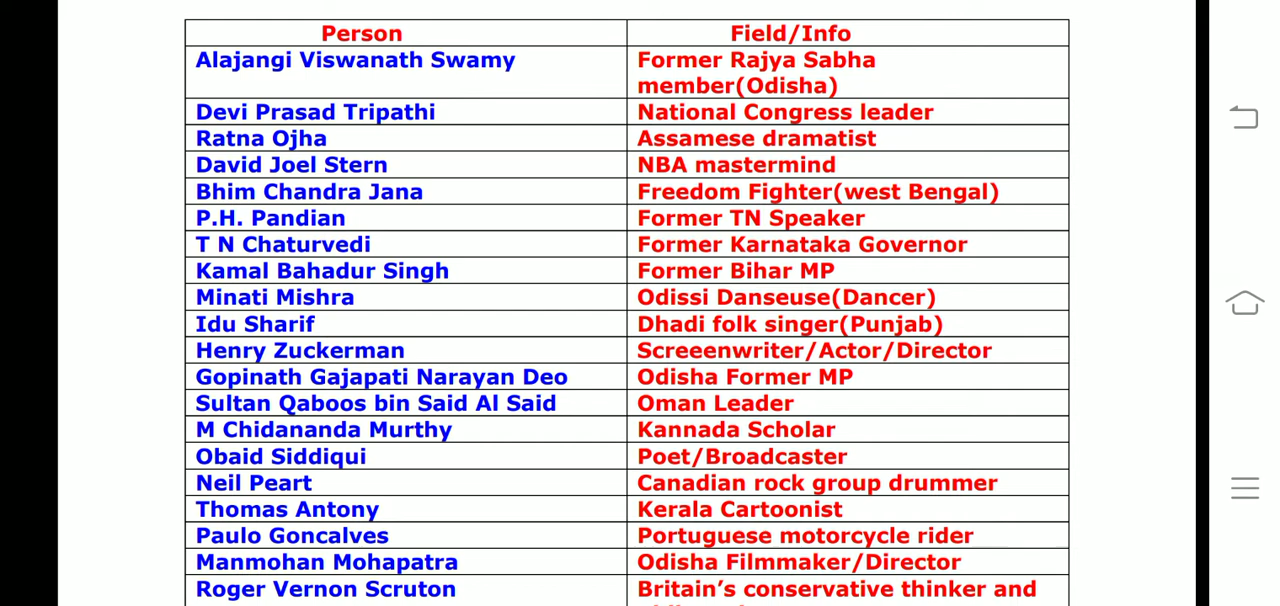 Person Field/Info
Alajangi Viswanath Swamy Former Rajya Sabha
member(Odisha)
Devi Prasad Tripathi National Congress leader
Ratna Ojha Assamese dramatist
David Joel Stern NBA mastermind
Bhim Chandra Jana Freedom Fighter(west Bengal)
P.H. Pandian Former TN Speaker
T N Chaturvedi Former Karnataka Governor
Kamal Bahadur Singh Former Bihar MP
Minati Mishra Odissi Danseuse(Dancer)
Idu Sharif Dhadi folk singer(Punjab)
Henry Zuckerman Screeenwriter/Actor/Director
Gopinath Gajapati Narayan Deo Odisha Former MP
Sultan Qaboos bin Said Al Said Oman Leader
M Chidananda Murthy Kannada Scholar
Obaid Siddiqui Poet/Broadcaster
Neil Peart Canadian rock group drummer
Thomas Antony Kerala Cartoonist
Paulo Goncalves Portuguese motorcycle rider
Manmohan Mohapatra Odisha Filmmaker/Director
Roger Vernon Scruton Britain’s conservative thinker and